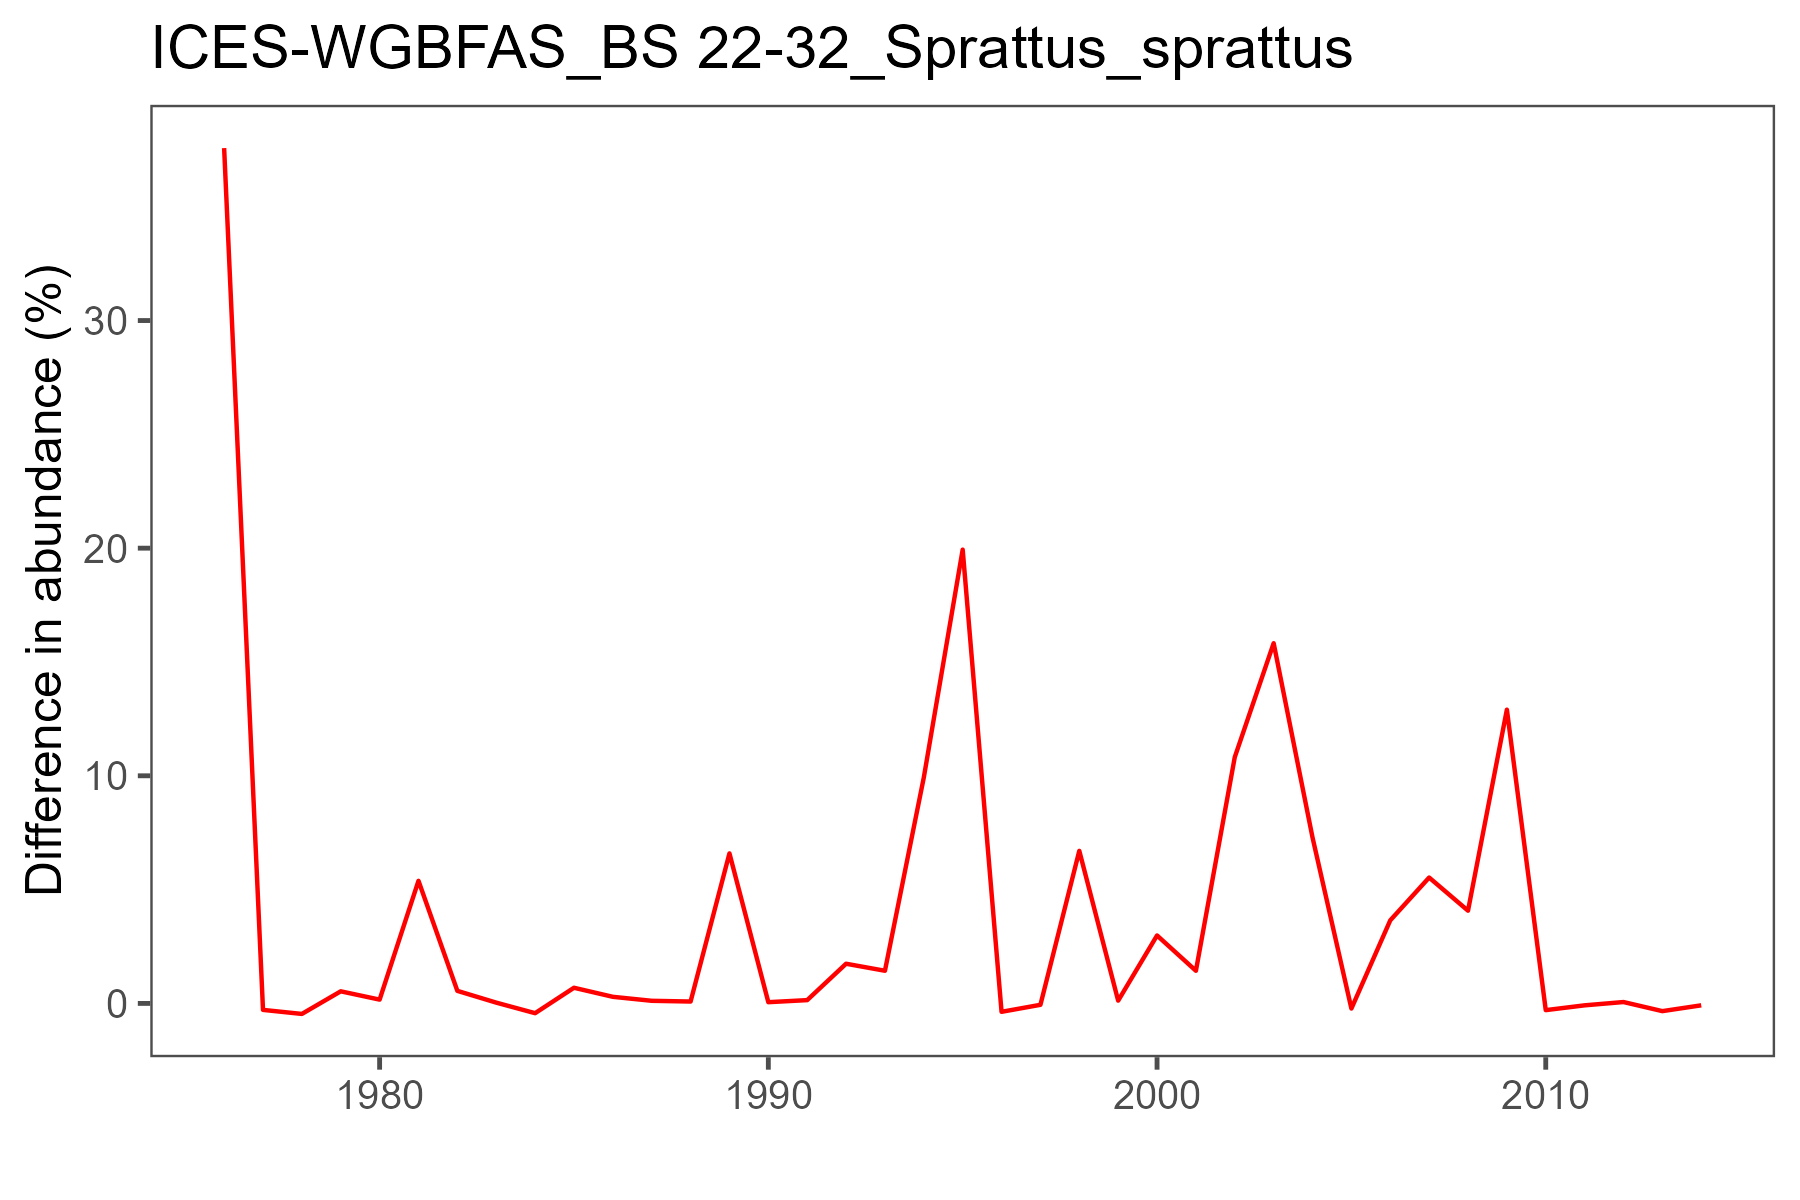 ICES-WGBFAS_BS 22-32_Sprattus_sprattus
Difference in abundance (%)
30
20
10
0
1980 1990 2000 2010